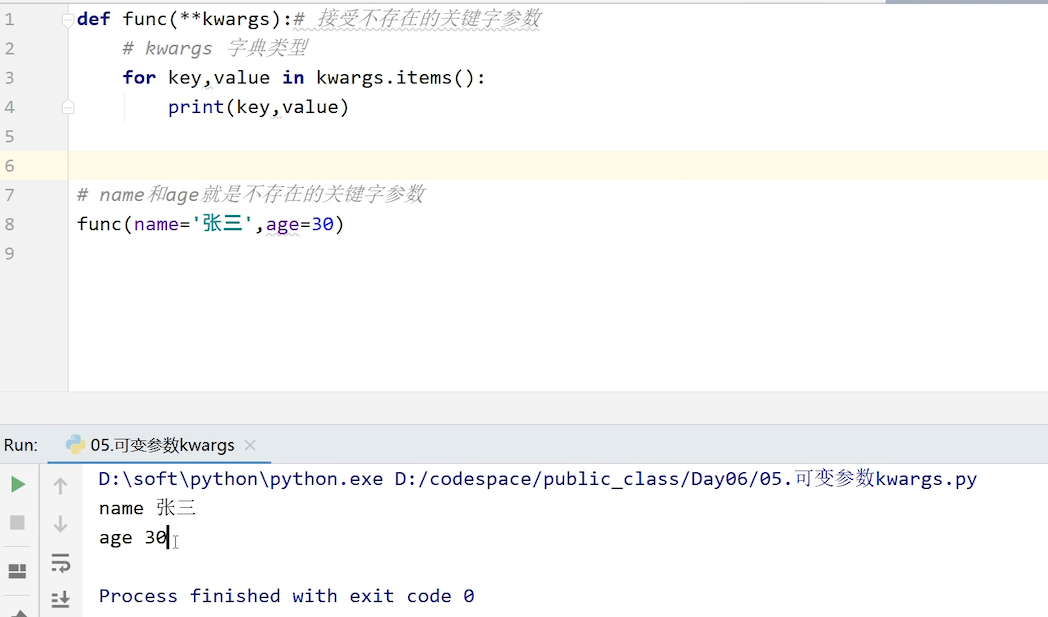 1 def func(**kwargs):# 接受不存在的关键字参数
2 # kwargs 字典类型
3 for key,value in kwargs.items():
4 print(key,value)
5
6
7 # name和age就是不存在的关键字参数
8 func(name='张三',age=30)
9
Run: 05.可变参数kwargs
D:\soft\python\python.exe D:/codespace/public_class/Day06/05.可变参数kwargs.py
name 张三
age 30
Process finished with exit code 0